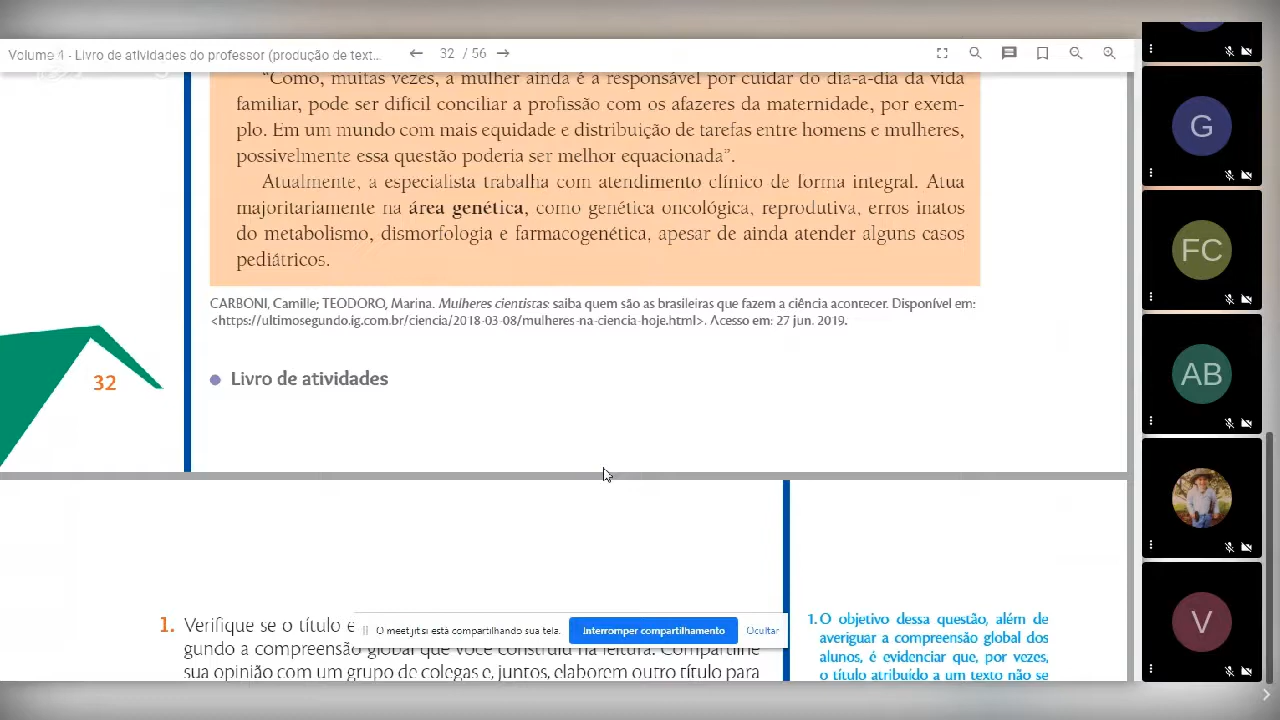 Volume 4 - Livro de atividades do professor (produção de text...
32 / 56
"Como, muitas vezes, a mulher ainda é a responsável por cuidar do dia-a-dia da vida
familiar, pode ser difícil conciliar a profissão com os afazeres da maternidade, por exem-
plo. Em um mundo com mais equidade e distribuição de tarefas entre homens e mulheres,
possivelmente essa questão poderia ser melhor equacionada".
Atualmente, a especialista trabalha com atendimento clínico de forma integral. Atua
majoritariamente na área genética, como genética oncológica, reprodutiva, erros inatos
do metabolismo, dismorfologia e farmacogenética, apesar de ainda atender alguns casos
pediátricos.
CARBONI, Camille; TEODORO, Marina. Mulheres cientistas: saiba quem são as brasileiras que fazem a ciência acontecer. Disponível em:
<https://ultimosegundo.ig.com.br/ciencia/2018-03-08/mulheres-na-ciencia-hoje.html>. Acesso em: 27 jun. 2019.
32
Livro de atividades
1. Verifique se o título e
gundo a compreensão global que você construiu na leitura. Compartilhe
sua opinião com um grupo de colegas e, juntos, elaborem outro título para
O meet.jit.si está compartilhando sua tela.
Interromper compartilhamento
Ocultar
1. O objetivo dessa questão, além de
averiguar a compreensão global dos
alunos, é evidenciar que, por vezes,
o título atribuído a um texto não se
G
FC
AB
V